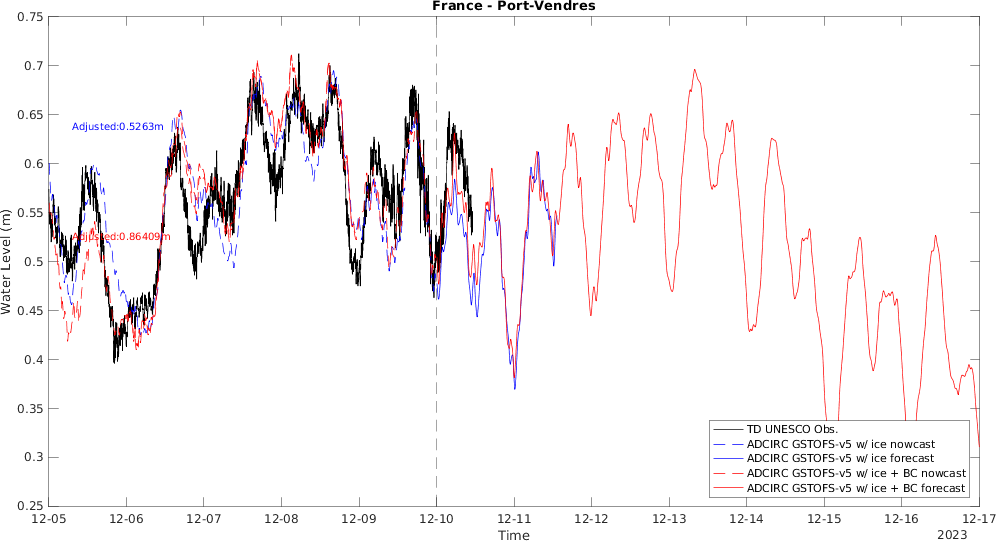 France - Port-Vendres
0.75
0.7
0.65
0.6
0.55
0.5
0.45
0.4
0.35
0.3
0.25
Water Level (m)
Adjusted:0.5263m
Adjusted:0.86409m
TD UNESCO Obs.
ADCIRC GSTOFS-v5 w/ ice nowcast
ADCIRC GSTOFS-v5 w/ ice forecast
ADCIRC GSTOFS-v5 w/ ice + BC nowcast
ADCIRC GSTOFS-v5 w/ ice + BC forecast
12-05 12-06 12-07 12-08 12-09 12-10 12-11 12-12 12-13 12-14 12-15 12-16 12-17
Time
2023